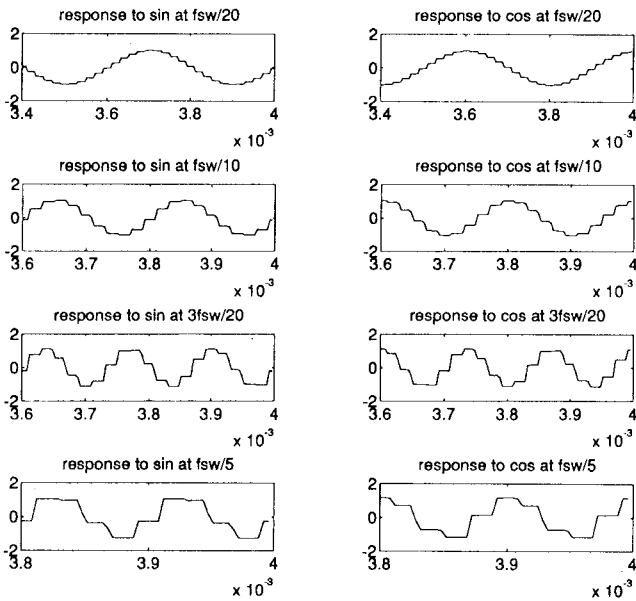 response to sin at fsw/20
response to cos at fsw/20
2
0
-2
3.4 3.5 3.6 3.7 3.8 3.9 4
x 10-3
2
0
-2
3.4 3.6 3.8 4
x 10-3
response to sin at fsw/10
response to cos at fsw/10
2
0
-2
3.6 3.7 3.8 3.9 4
x 10-3
2
0
-2
3.6 3.7 3.8 3.9 4
x 10-3
response to sin at 3fsw/20
response to cos at 3fsw/20
2
0
-2
3.6 3.7 3.8 3.9 4
x 10-3
2
0
-2
3.6 3.7 3.8 3.9 4
x 10-3
response to sin at fsw/5
response to cos at fsw/5
2
0
-2
3.8 3.9 4
x 10-3
2
0
-2
3.8 3.9 4
x 10-3